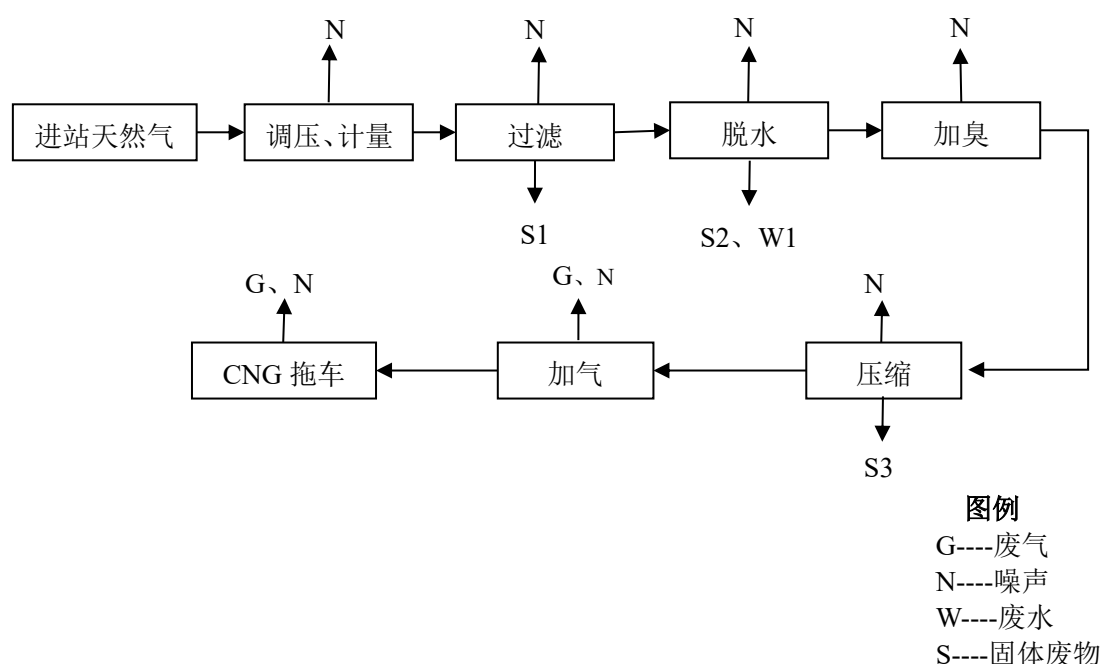 N
N
N
N
进站天然气
调压、计量
过滤
脱水
加臭
S1
S2、W1
G、N
G、N
N
CNG 拖车
加气
压缩
S3
图例
G----废气
N----噪声
W----废水
S----固体废物